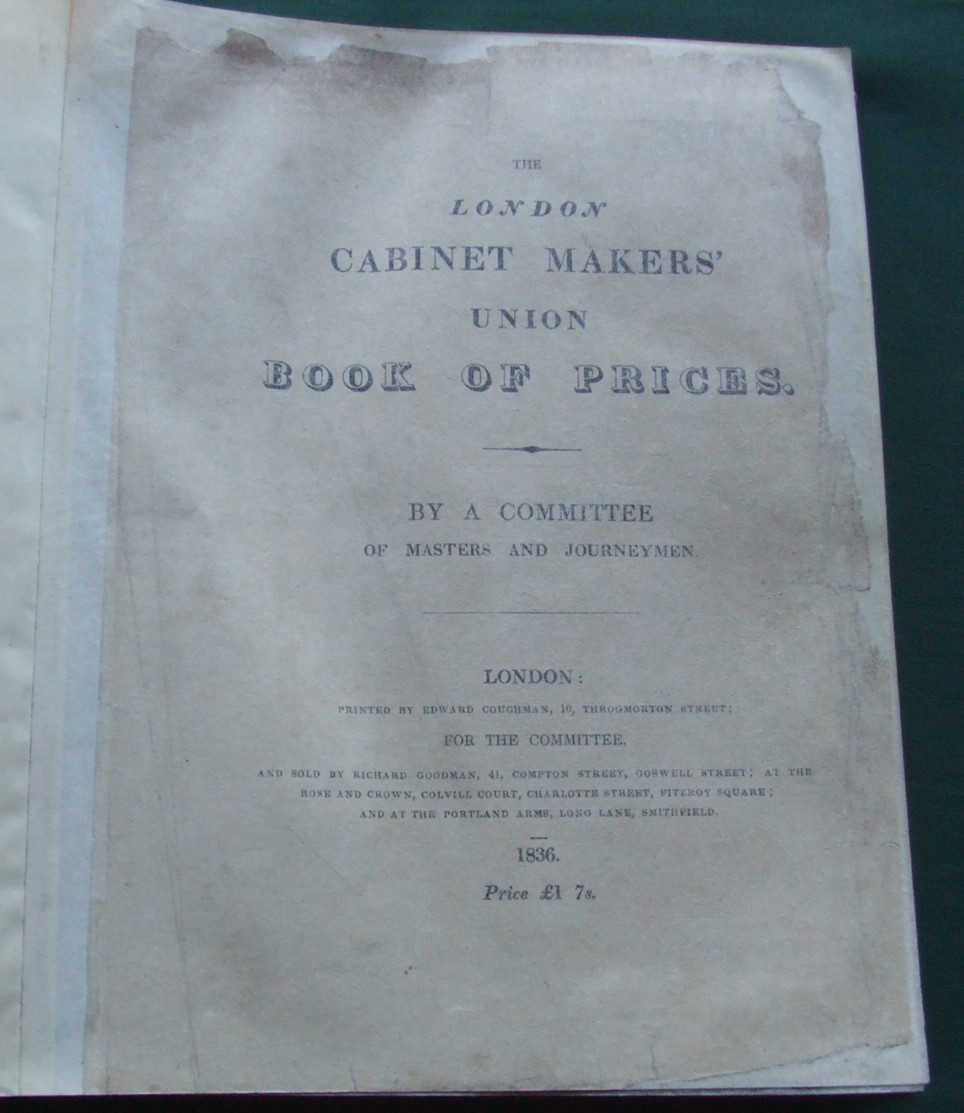 THE
LONDON
CABINET MAKERS'
UNION
BOOK OF PRICES.
BY A COMMITTEE
OF MASTERS AND JOURNEYMEN.
LONDON:
PRINTED BY EDWARD COUCHMAN, 10, THROGMORTON STREET;
FOR THE COMMITTEE,
AND SOLD BY RICHARD GOODMAN, 41, COMPTON STREET, GOSWELL STREET; AT THE
ROSE AND CROWN, COLVILL COURT, CHARLOTTE STREET, FITZROY SQUARE;
AND AT THE PORTLAND ARMS, LONG LANE, SMITHFIELD.
1836.
Price £1 7s.